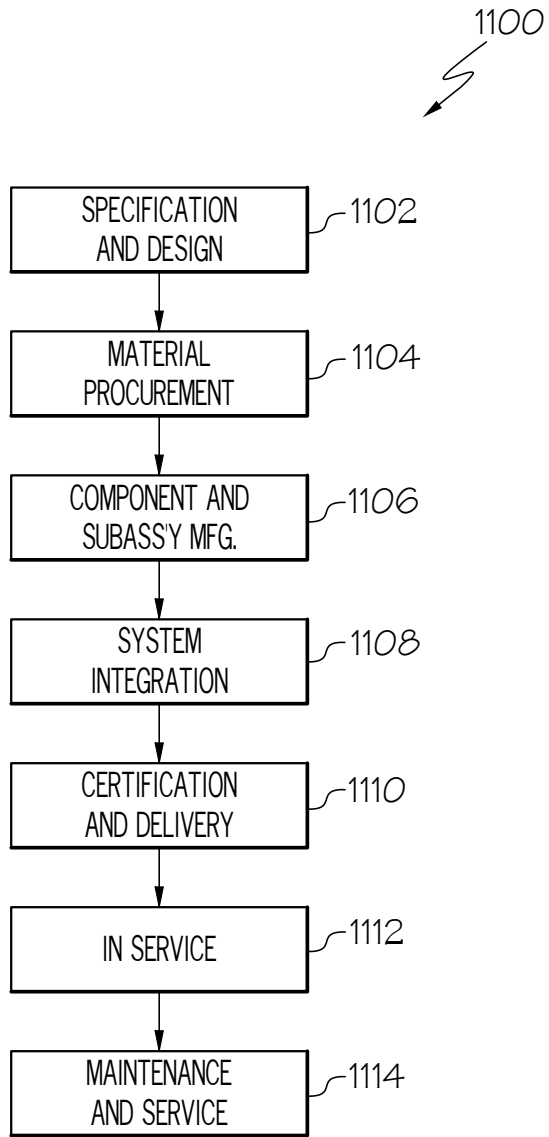 1100
SPECIFICATION
AND DESIGN
1102
MATERIAL
PROCUREMENT
1104
COMPONENT AND
SUBASS'Y MFG.
1106
SYSTEM
INTEGRATION
1108
CERTIFICATION
AND DELIVERY
1110
IN SERVICE
1112
MAINTENANCE
AND SERVICE
1114